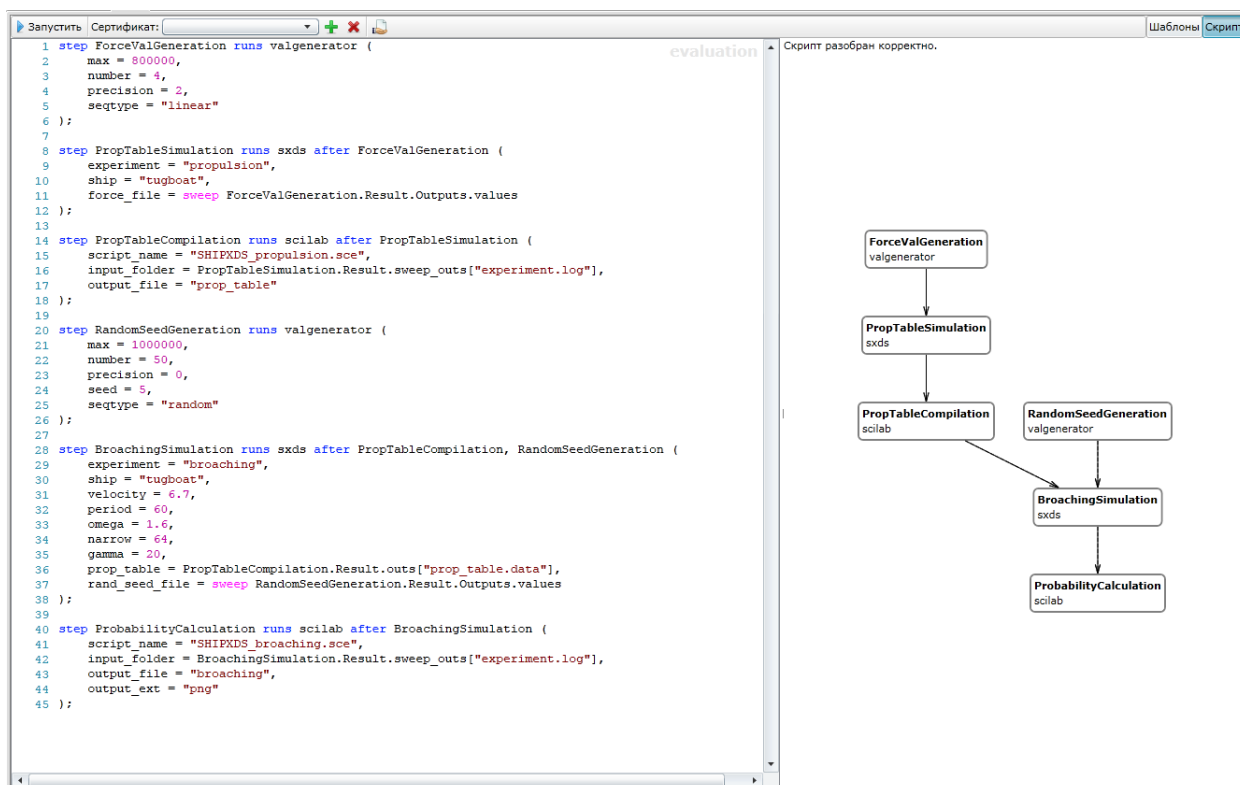 Запустить Сертификат:
Шаблоны Скрипт
evaluation
1 step ForceValGeneration runs valgenerator (
2 max = 800000,
3 number = 4,
4 precision = 2,
5 seqtype = "linear"
6 );
7
8 step PropTableSimulation runs sxds after ForceValGeneration (
9 experiment = "propulsion",
10 ship = "tugboat",
11 force_file = sweep ForceValGeneration.Result.Outputs.values
12 );
13
14 step PropTableCompilation runs scilab after PropTableSimulation (
15 script_name = "SHIPXDS_propulsion.sce",
16 input_folder = PropTableSimulation.Result.sweep_outs["experiment.log"],
17 output_file = "prop_table"
18 );
19
20 step RandomSeedGeneration runs valgenerator (
21 max = 1000000,
22 number = 50,
23 precision = 0,
24 seed = 5,
25 seqtype = "random"
26 );
27
28 step BroachingSimulation runs sxds after PropTableCompilation, RandomSeedGeneration (
29 experiment = "broaching",
30 ship = "tugboat",
31 velocity = 6.7,
32 period = 60,
33 omega = 1.6,
34 narrow = 64,
35 gamma = 20,
36 prop_table = PropTableCompilation.Result.outs["prop_table.data"],
37 rand_seed_file = sweep RandomSeedGeneration.Result.Outputs.values
38 );
39
40 step ProbabilityCalculation runs scilab after BroachingSimulation (
41 script_name = "SHIPXDS_broaching.sce",
42 input_folder = BroachingSimulation.Result.sweep_outs["experiment.log"],
43 output_file = "broaching",
44 output_ext = "png"
45 );
Скрипт разобран корректно.
ForceValGeneration
valgenerator
PropTableSimulation
sxds
PropTableCompilation
scilab
RandomSeedGeneration
valgenerator
BroachingSimulation
sxds
ProbabilityCalculation
scilab